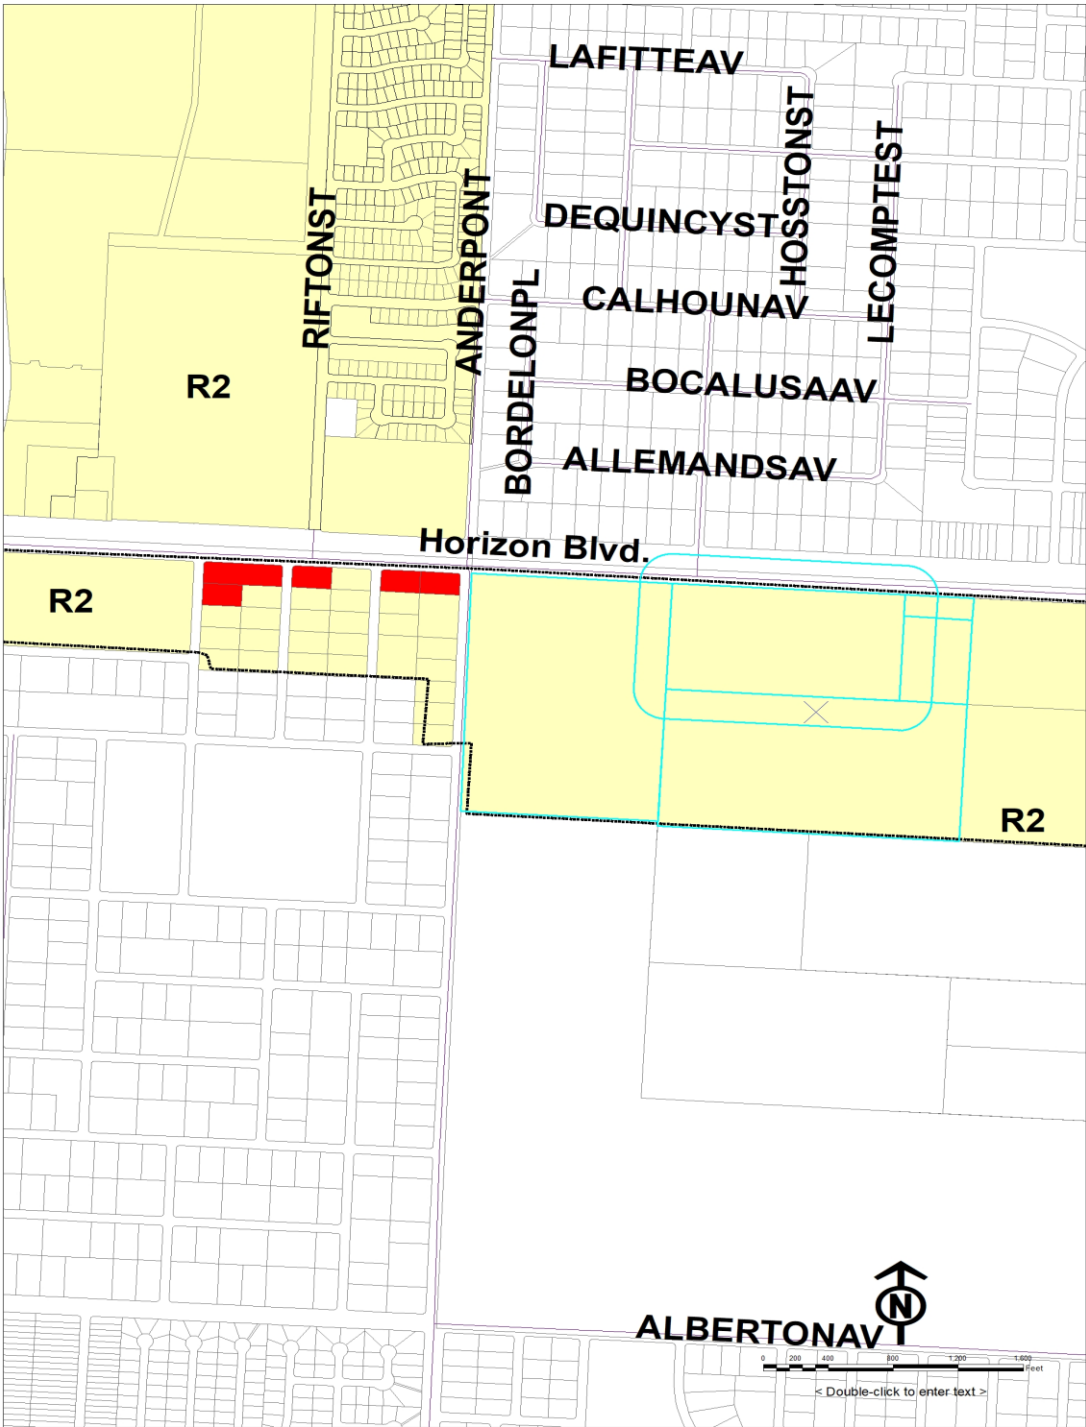 LAFITTEAV
HOSSTONST
LECOMPTEST
RIFTONST
ANDERPONT
DEQUINCYST
BORDELONPL
CALHOUNAV
R2
BOCALUSAAV
ALLEMANDSAV
Horizon Blvd.
R2
R2
N
ALBERTONAV
0 200 400 800 1,200 1,600
Feet
< Double-click to enter text >